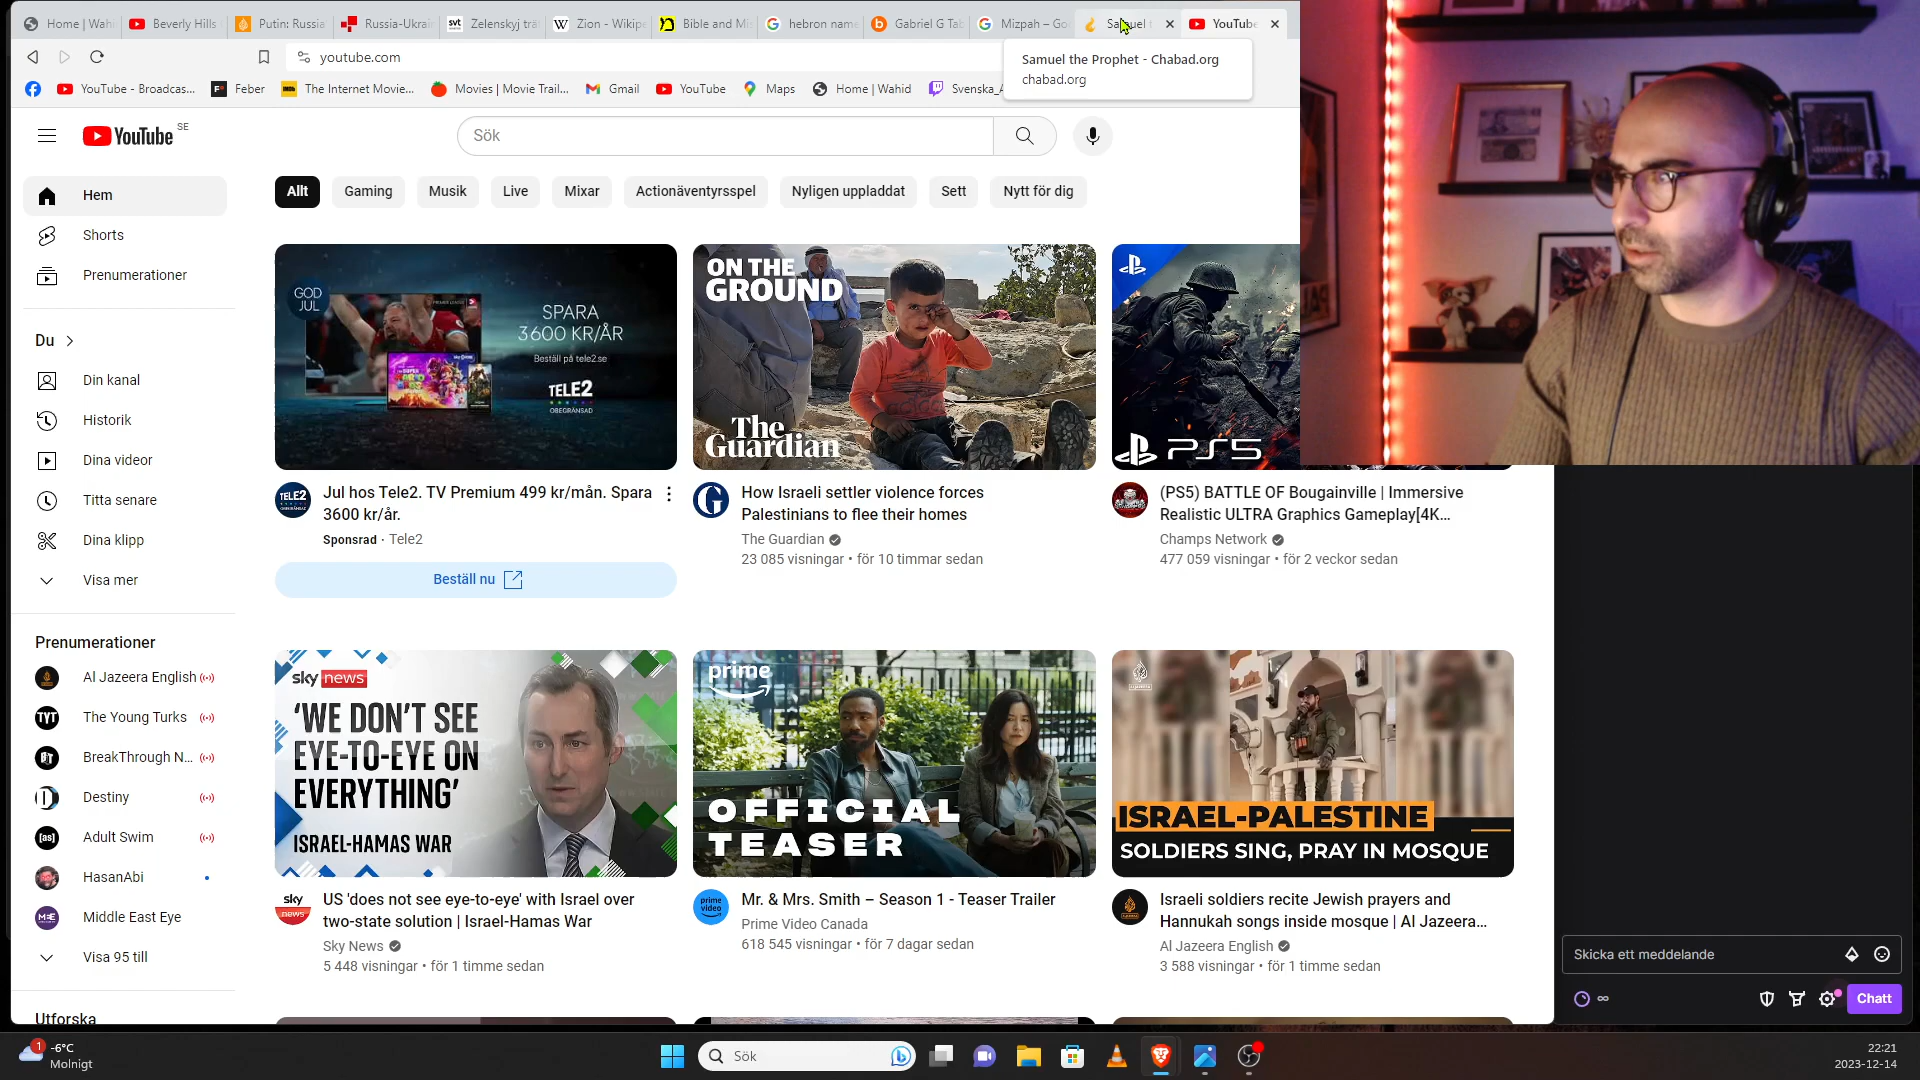 Home | Wahi
Beverly Hills
Putin: Russia
Russia-Ukrai
svt
Zelenskyj trä
W
Zion - Wikip
Bible and Mi
hebron name
Gabriel G Tab
Mizpah – Go
Samuel t
YouTube
youtube.com
Samuel the Prophet - Chabad.org
chabad.org
YouTube - Broadcas...
Feber
The Internet Movie...
Movies | Movie Trail...
Gmail
YouTube
Maps
Home | Wahid
Svenska_A
YouTube SE
Sök
Hem
Shorts
Prenumerationer
Du
Din kanal
Historik
Dina videor
Titta senare
Dina klipp
Visa mer
Prenumerationer
Al Jazeera English
TYT
The Young Turks
BreakThrough N...
Destiny
[as]
Adult Swim
HasanAbi
MEE
Middle East Eye
Visa 95 till
Utforska
Allt
Gaming
Musik
Live
Mixar
Actionäventyrsspel
Nyligen uppladdat
Sett
Nytt för dig
GOD
JUL
SPARA
3600 KR/ÅR
Beställ på tele2.se
TELE2
OBEGRÄNSAD
Jul hos Tele2. TV Premium 499 kr/mån. Spara
3600 kr/år.
Sponsrad · Tele2
Beställ nu
ON THE
GROUND
The
Guardian
How Israeli settler violence forces
Palestinians to flee their homes
The Guardian
23 085 visningar • för 10 timmar sedan
PS5
(PS5) BATTLE OF Bougainville | Immersive
Realistic ULTRA Graphics Gameplay[4K...
Champs Network
477 059 visningar • för 2 veckor sedan
sky news
‘WE DON’T SEE
EYE-TO-EYE ON
EVERYTHING’
ISRAEL-HAMAS WAR
sky
news
US 'does not see eye-to-eye' with Israel over
two-state solution | Israel-Hamas War
Sky News
5 448 visningar • för 1 timme sedan
prime
OFFICIAL
TEASER
prime
video
Mr. & Mrs. Smith – Season 1 - Teaser Trailer
Prime Video Canada
618 545 visningar • för 7 dagar sedan
ISRAEL-PALESTINE
SOLDIERS SING, PRAY IN MOSQUE
Israeli soldiers recite Jewish prayers and
Hannukah songs inside mosque | Al Jazeera...
Al Jazeera English
3 588 visningar • för 1 timme sedan
Skicka ett meddelande
Chatt
1
-6°C
Molnigt
Sök
22:21
2023-12-14